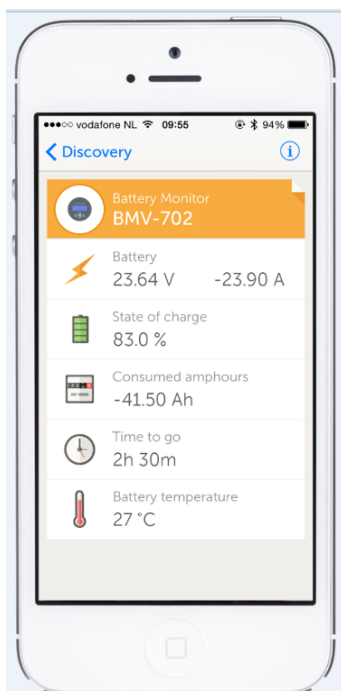 vodafone NL 09:55 94%
Discovery
Battery Monitor
BMV-702
Battery
23.64 V -23.90 A
State of charge
83.0 %
Consumed amphours
-41.50 Ah
Time to go
2h 30m
Battery temperature
27 °C